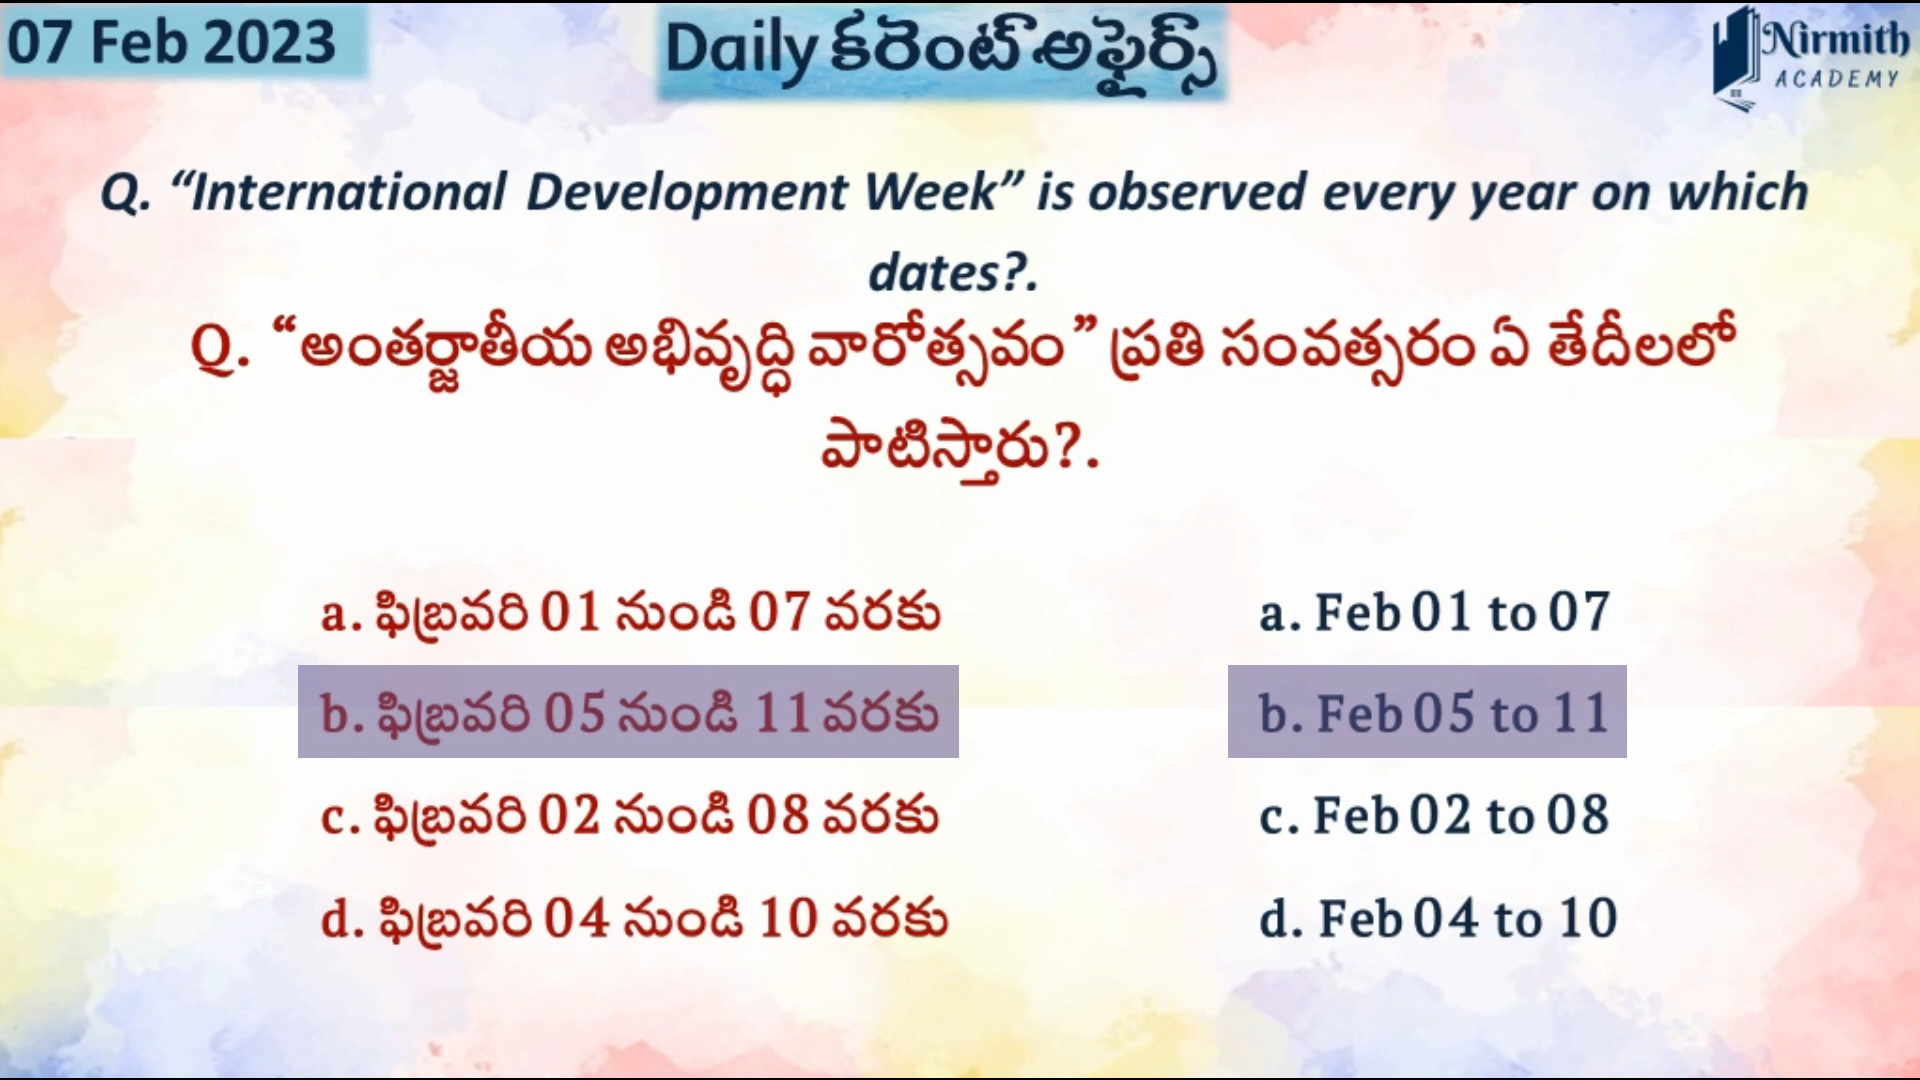 07 Feb 2023
Daily కరెంట్ అఫైర్స్
Nirmith
ACADEMY
Q. “International Development Week” is observed every year on which
dates?.
Q. “అంతర్జాతీయ అభివృద్ధి వారోత్సవం” ప్రతి సంవత్సరం ఏ తేదీలలో
పాటిస్తారు?.
a. ఫిబ్రవరి 01 నుండి 07 వరకు
b. ఫిబ్రవరి 05 నుండి 11 వరకు
c. ఫిబ్రవరి 02 నుండి 08 వరకు
d. ఫిబ్రవరి 04 నుండి 10 వరకు
a. Feb 01 to 07
b. Feb 05 to 11
c. Feb 02 to 08
d. Feb 04 to 10